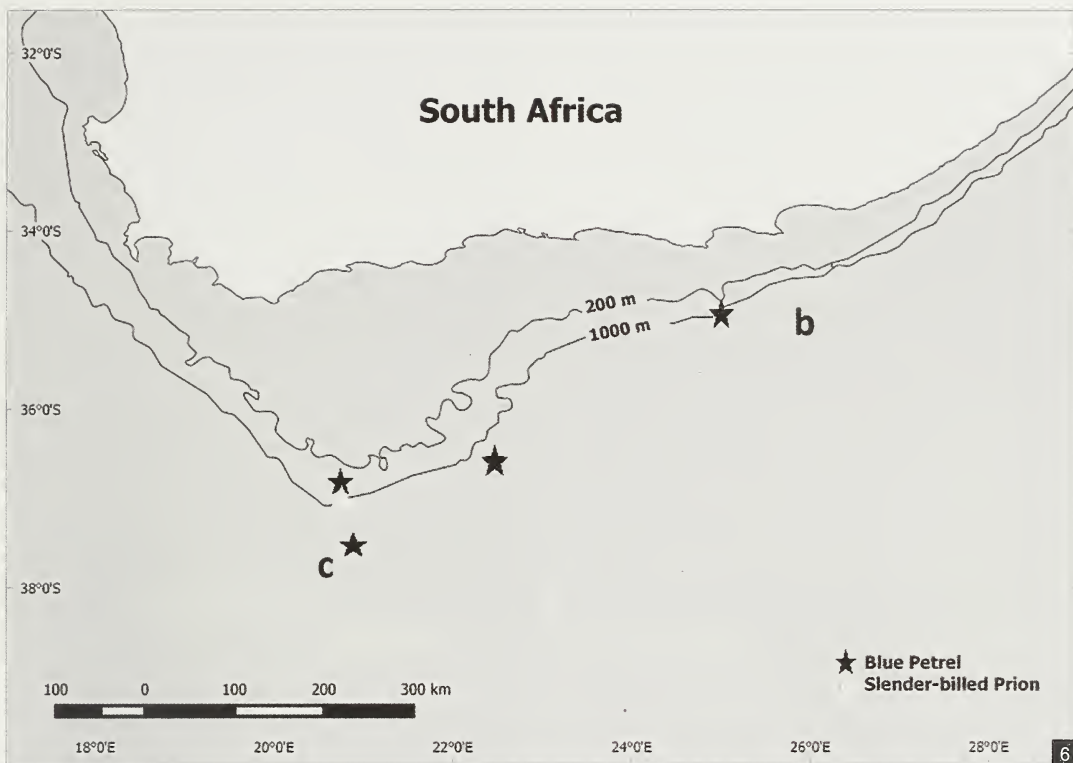 32°0'S
South Africa
34°0'S
200 m
1000 m
b
36°0'S
c
38°0'S
Blue Petrel
Slender-billed Prion
100 0 100 200 300 km
18°0'E 20°0'E 22°0'E 24°0'E 26°0'E 28°0'E
6